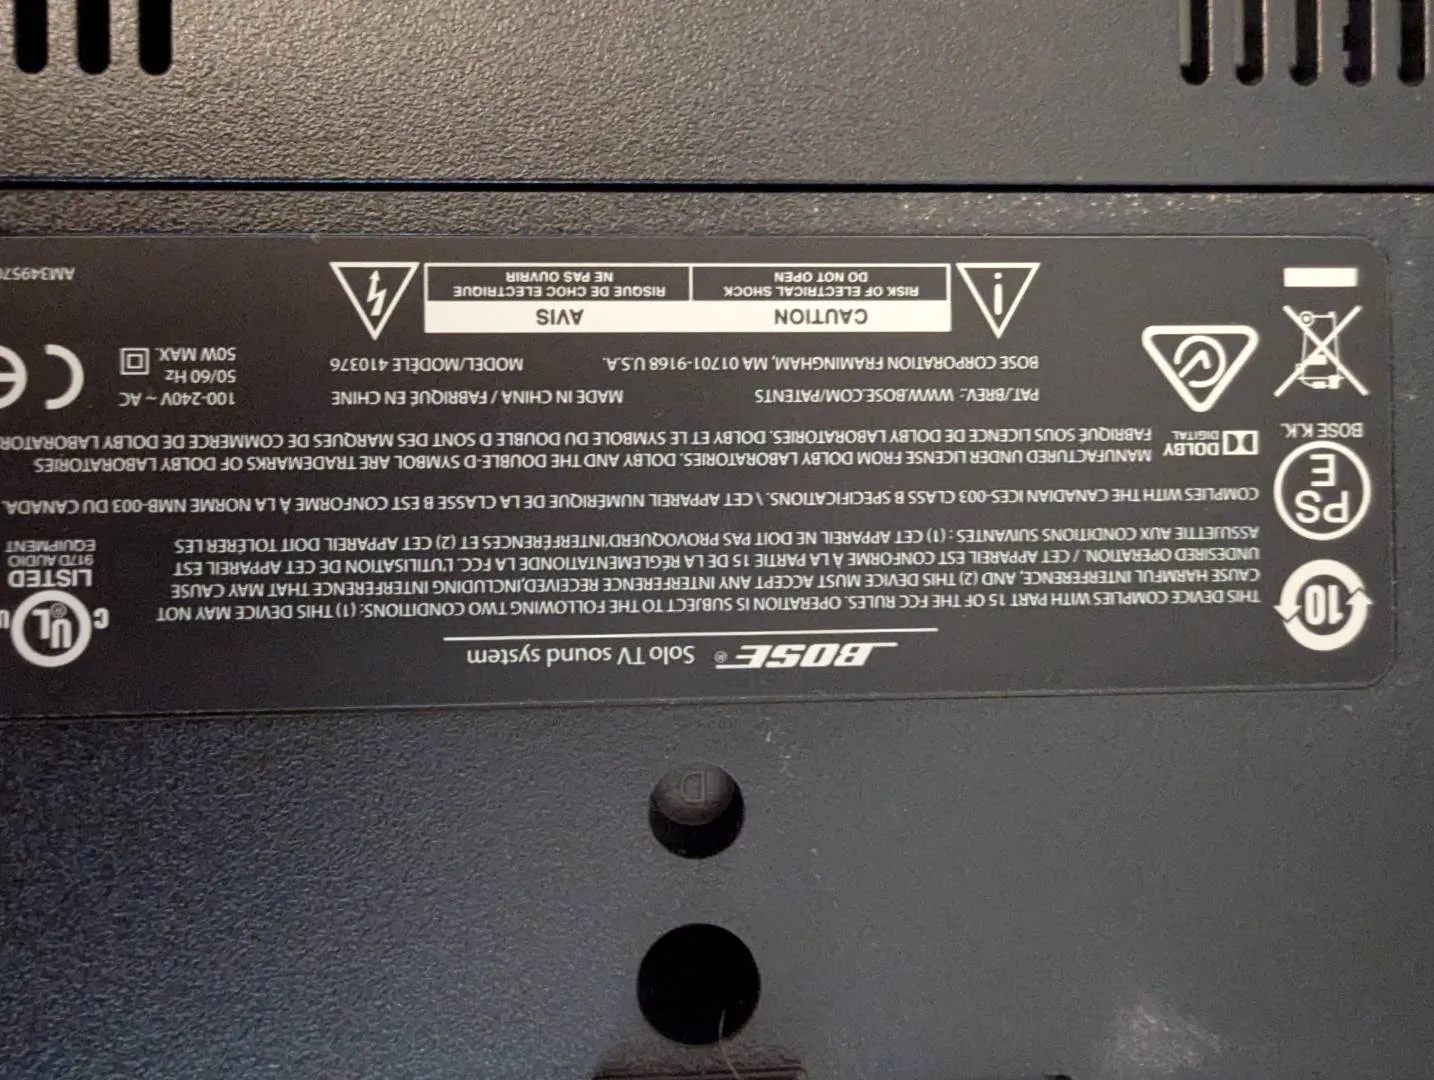 BOSE® Solo TV sound system
THIS DEVICE COMPLIES WITH PART 15 OF THE FCC RULES. OPERATION IS SUBJECT TO THE FOLLOWING TWO CONDITIONS: (1) THIS DEVICE MAY NOT
CAUSE HARMFUL INTERFERENCE, AND (2) THIS DEVICE MUST ACCEPT ANY INTERFERENCE RECEIVED, INCLUDING INTERFERENCE THAT MAY CAUSE
UNDESIRED OPERATION. / CET APPAREIL EST CONFORME À LA PARTIE 15 DE LA RÉGLEMENTATION DE LA FCC. L'UTILISATION DE CET APPAREIL EST
ASSUJETTIE AUX CONDITIONS SUIVANTES : (1) CET APPAREIL NE DOIT PAS PROVOQUER D'INTERFÉRENCES ET (2) CET APPAREIL DOIT TOLÉRER LES
COMPLIES WITH THE CANADIAN ICES-003 CLASS B SPECIFICATIONS. / CET APPAREIL NUMÉRIQUE DE LA CLASSE B EST CONFORME À LA NORME NMB-003 DU CANADA.
MANUFACTURED UNDER LICENSE FROM DOLBY LABORATORIES. DOLBY AND THE DOUBLE-D SYMBOL ARE TRADEMARKS OF DOLBY LABORATORIES
FABRIQUÉ SOUS LICENCE DE DOLBY LABORATORIES. DOLBY ET LE SYMBOLE DU DOUBLE D SONT DES MARQUES DE COMMERCE DE DOLBY
PAT./BREV.: WWW.BOSE.COM/PATENTS MADE IN CHINA / FABRIQUÉ EN CHINE
BOSE CORPORATION FRAMINGHAM, MA 01701-9168 U.S.A. MODEL/MODÈLE 410376
CAUTION AVIS
RISK OF ELECTRICAL SHOCK RISQUE DE CHOC ELECTRIQUE
DO NOT OPEN NE PAS OUVRIR
10
PS
E
BOSE K.K.
DOLBY
DIGITAL
C UL® U
LISTED
917D AUDIO
EQUIPMENT
100-240V ~ AC
50/60 Hz
50W MAX.
CE
AM34957
D